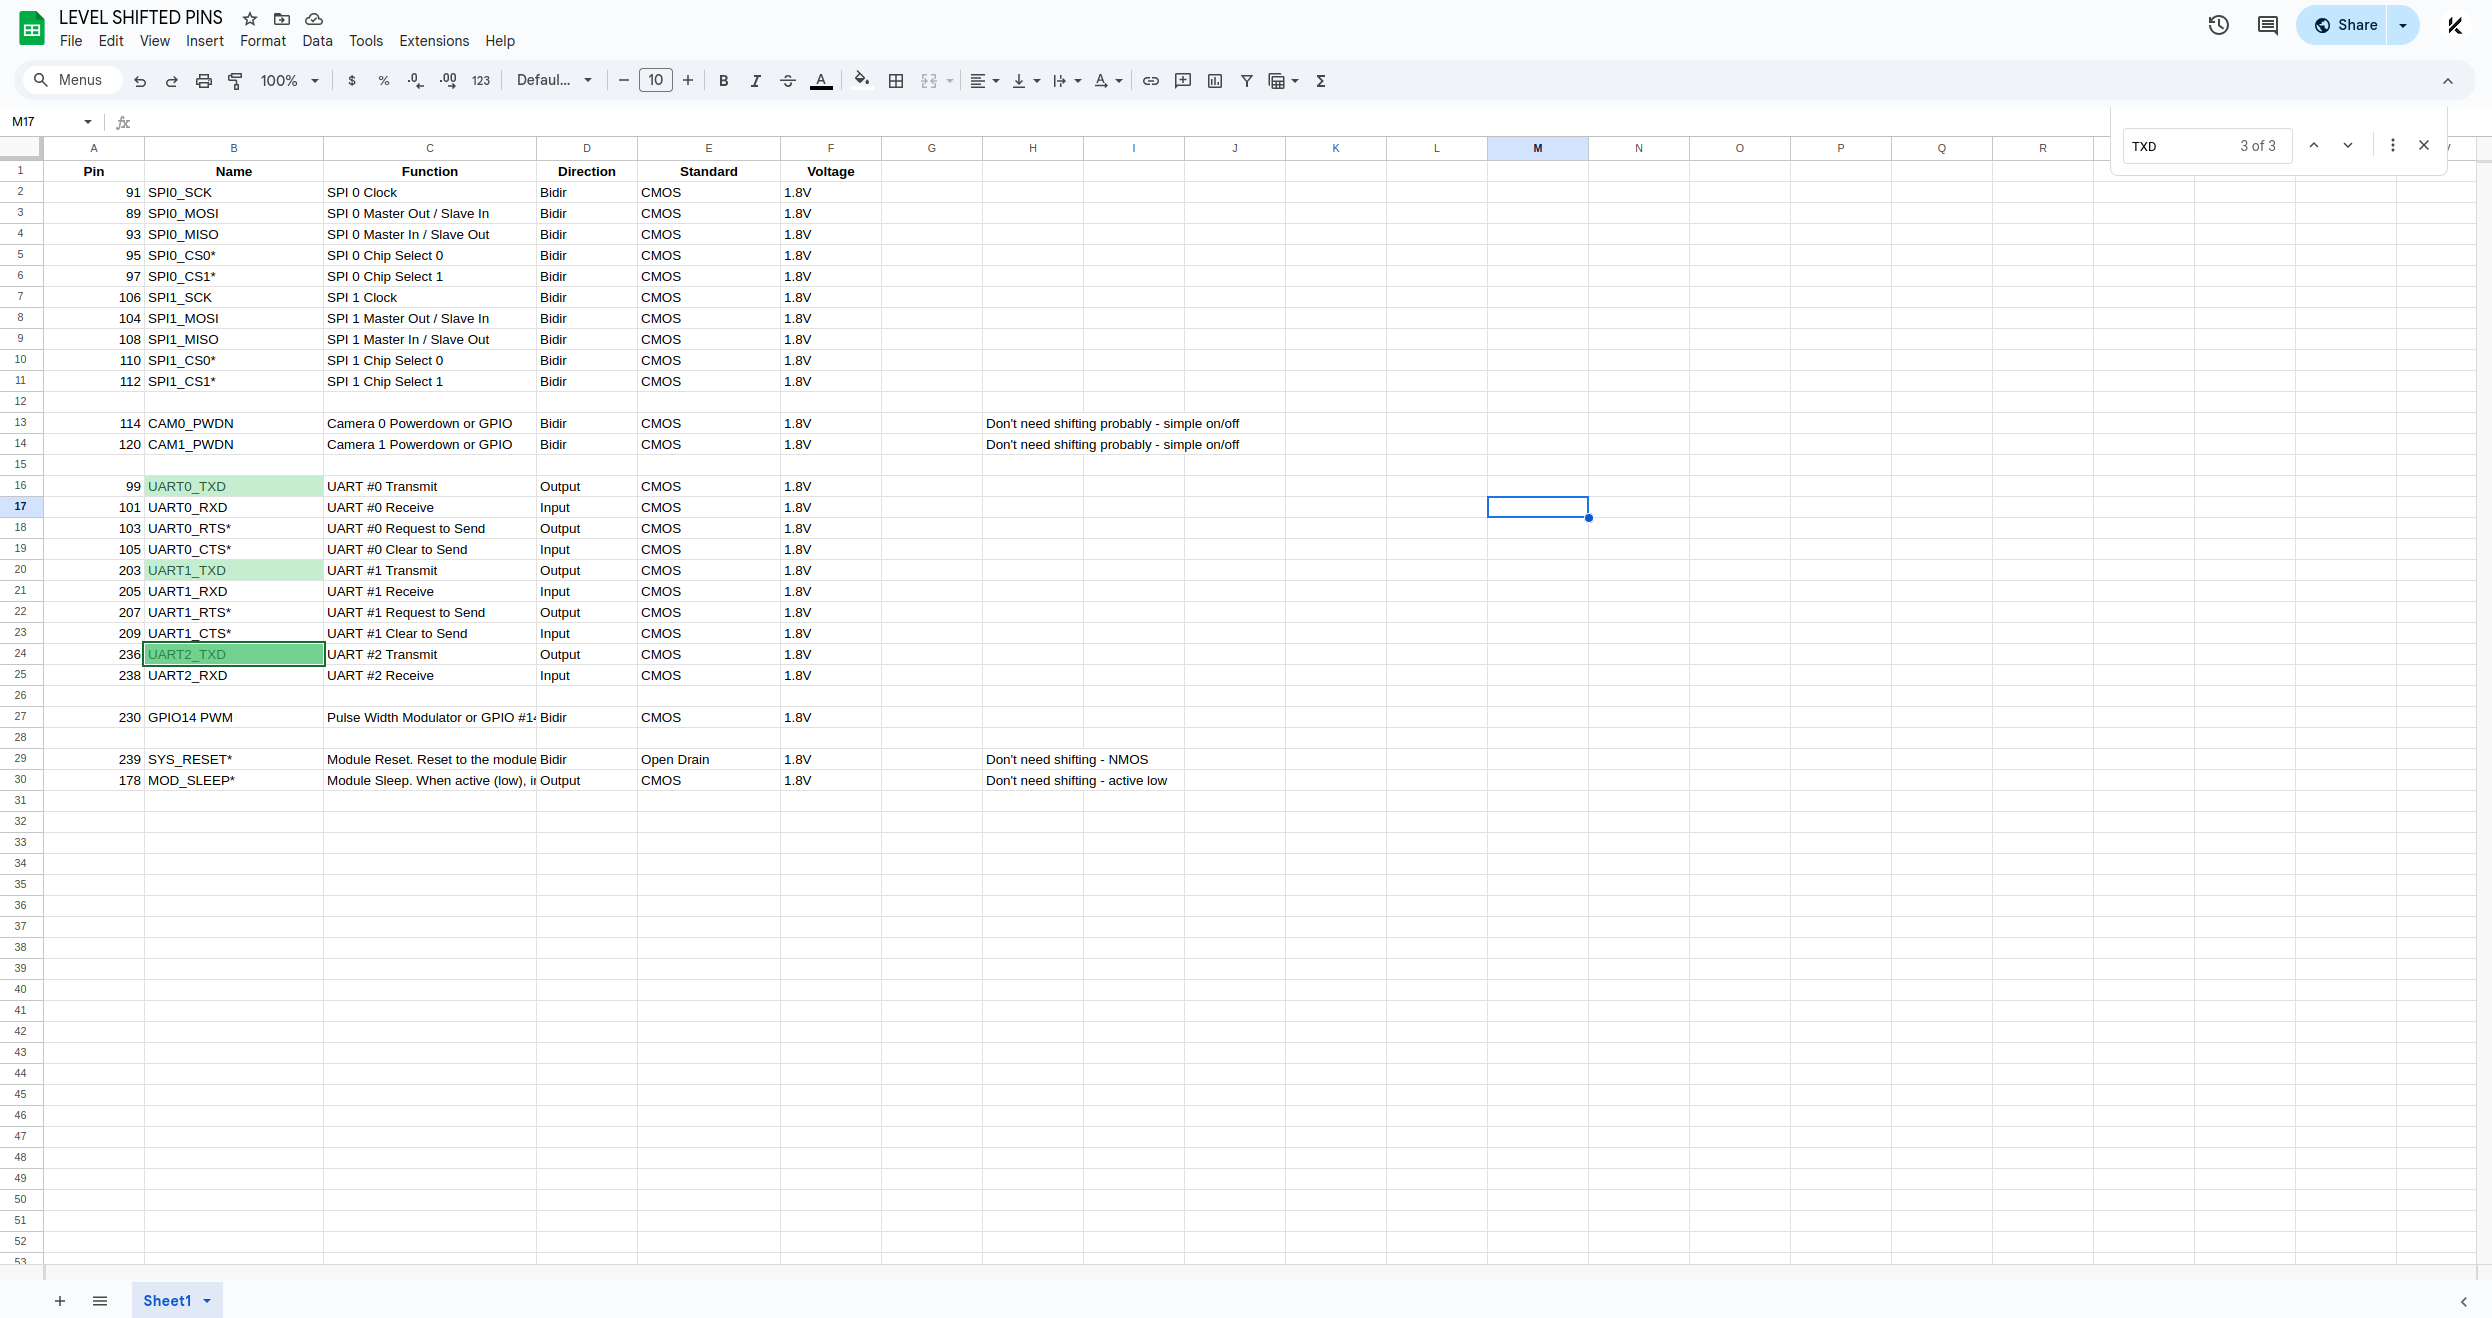 LEVEL SHIFTED PINS
File Edit View Insert Format Data Tools Extensions Help
Share
Menus 100% $ % .0 .00 123 Defaul... 10 B I A Σ
M17 fx
TXD 3 of 3
A B C D E F G H I J K L M N O P Q R
1 Pin Name Function Direction Standard Voltage
2 91 SPI0_SCK SPI 0 Clock Bidir CMOS 1.8V
3 89 SPI0_MOSI SPI 0 Master Out / Slave In Bidir CMOS 1.8V
4 93 SPI0_MISO SPI 0 Master In / Slave Out Bidir CMOS 1.8V
5 95 SPI0_CS0* SPI 0 Chip Select 0 Bidir CMOS 1.8V
6 97 SPI0_CS1* SPI 0 Chip Select 1 Bidir CMOS 1.8V
7 106 SPI1_SCK SPI 1 Clock Bidir CMOS 1.8V
8 104 SPI1_MOSI SPI 1 Master Out / Slave In Bidir CMOS 1.8V
9 108 SPI1_MISO SPI 1 Master In / Slave Out Bidir CMOS 1.8V
10 110 SPI1_CS0* SPI 1 Chip Select 0 Bidir CMOS 1.8V
11 112 SPI1_CS1* SPI 1 Chip Select 1 Bidir CMOS 1.8V
12
13 114 CAM0_PWDN Camera 0 Powerdown or GPIO Bidir CMOS 1.8V Don't need shifting probably - simple on/off
14 120 CAM1_PWDN Camera 1 Powerdown or GPIO Bidir CMOS 1.8V Don't need shifting probably - simple on/off
15
16 99 UART0_TXD UART #0 Transmit Output CMOS 1.8V
17 101 UART0_RXD UART #0 Receive Input CMOS 1.8V
18 103 UART0_RTS* UART #0 Request to Send Output CMOS 1.8V
19 105 UART0_CTS* UART #0 Clear to Send Input CMOS 1.8V
20 203 UART1_TXD UART #1 Transmit Output CMOS 1.8V
21 205 UART1_RXD UART #1 Receive Input CMOS 1.8V
22 207 UART1_RTS* UART #1 Request to Send Output CMOS 1.8V
23 209 UART1_CTS* UART #1 Clear to Send Input CMOS 1.8V
24 236 UART2_TXD UART #2 Transmit Output CMOS 1.8V
25 238 UART2_RXD UART #2 Receive Input CMOS 1.8V
26
27 230 GPIO14 PWM Pulse Width Modulator or GPIO #14 Bidir CMOS 1.8V
28
29 239 SYS_RESET* Module Reset. Reset to the module Bidir Open Drain 1.8V Don't need shifting - NMOS
30 178 MOD_SLEEP* Module Sleep. When active (low), Output CMOS 1.8V Don't need shifting - active low
31
32
33
34
35
36
37
38
39
40
41
42
43
44
45
46
47
48
49
50
51
52
53
Sheet1